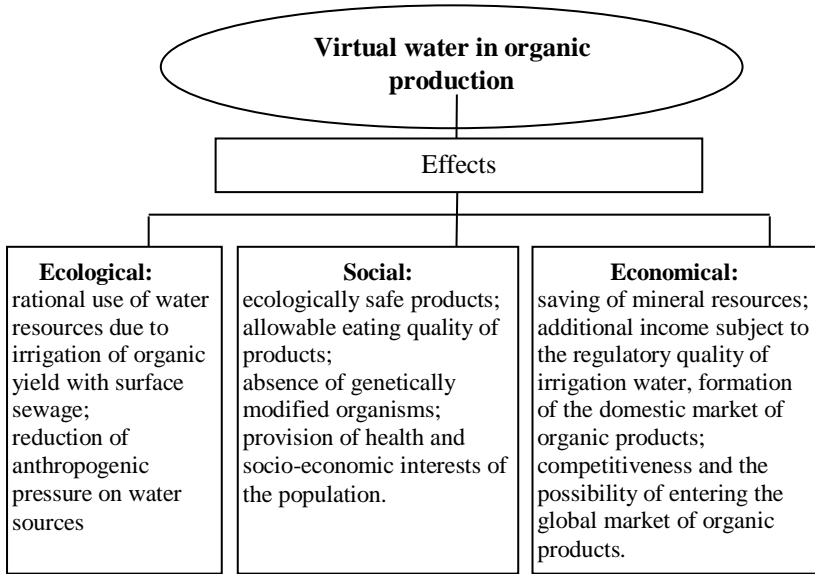 Virtual water in organic
production
Effects
Ecological:
rational use of water
resources due to
irrigation of organic
yield with surface
sewage;
reduction of
anthropogenic
pressure on water
sources
Social:
ecologically safe products;
allowable eating quality of
products;
absence of genetically
modified organisms;
provision of health and
socio-economic interests of
the population.
Economical:
saving of mineral resources;
additional income subject to
the regulatory quality of
irrigation water, formation
of the domestic market of
organic products;
competitiveness and the
possibility of entering the
global market of organic
products.